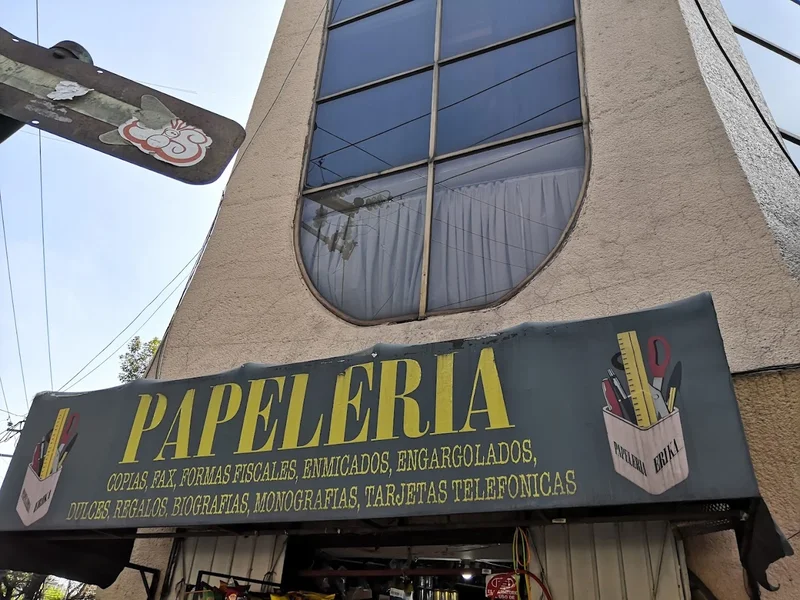 PAPELERIA
COPIAS, FAX, FORMAS FISCALES, ENMICADOS, ENGARGOLADOS,
DULCES, REGALOS, BIOGRAFIAS, MONOGRAFIAS, TARJETAS TELEFONICAS
PAPELERIA ERIKA